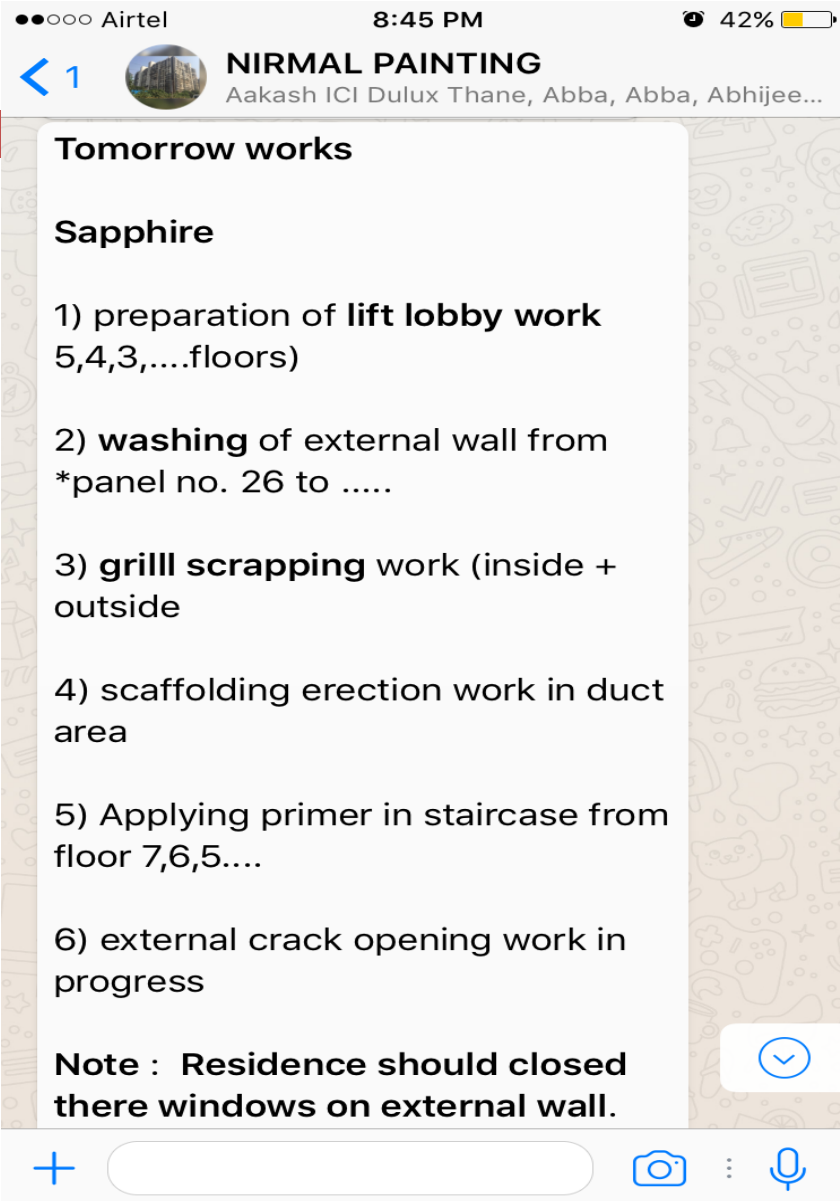 Airtel 8:45 PM 42%
1 NIRMAL PAINTING
Aakash ICI Dulux Thane, Abba, Abba, Abhijee...
Tomorrow works
Sapphire
1) preparation of lift lobby work
5,4,3,....floors)
2) washing of external wall from
*panel no. 26 to .....
3) grilll scrapping work (inside +
outside
4) scaffolding erection work in duct
area
5) Applying primer in staircase from
floor 7,6,5....
6) external crack opening work in
progress
Note :  Residence should closed
there windows on external wall.